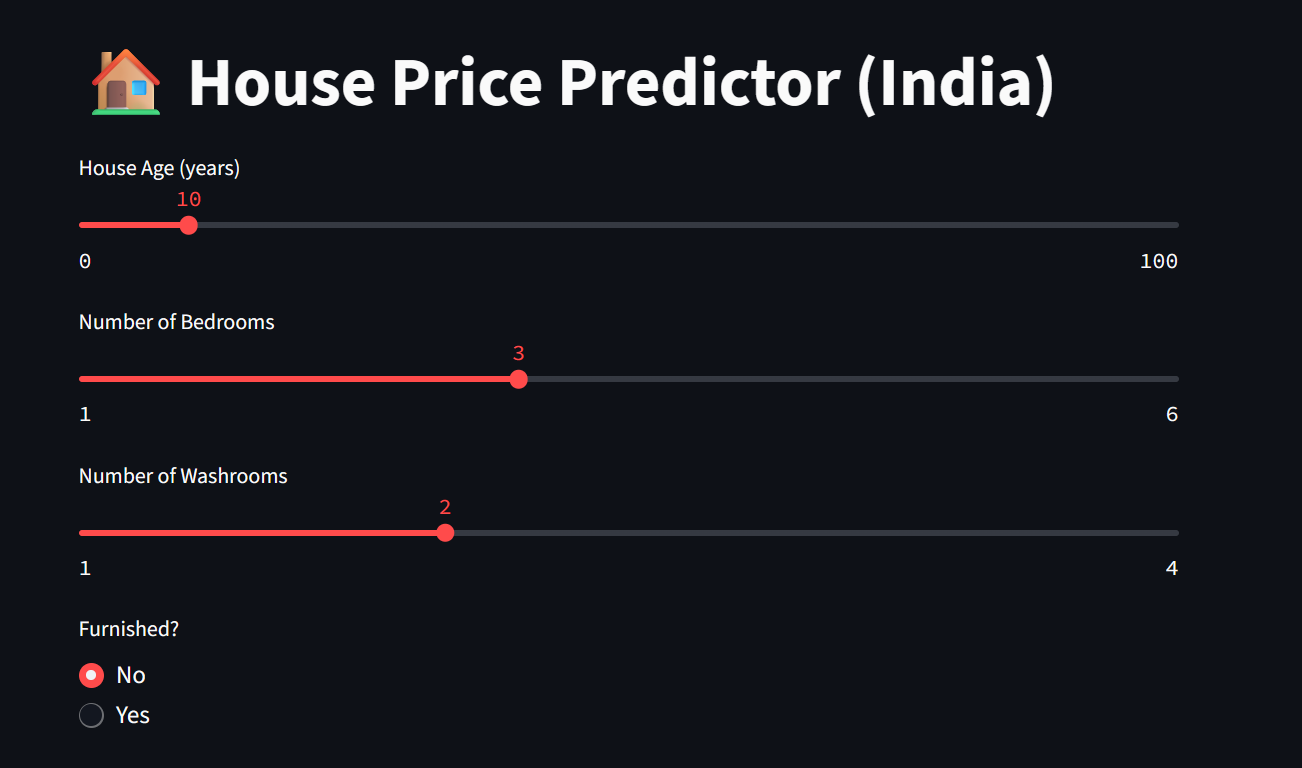 House Price Predictor (India)
House Age (years)
10
0 100
Number of Bedrooms
3
1 6
Number of Washrooms
2
1 4
Furnished?
No
Yes